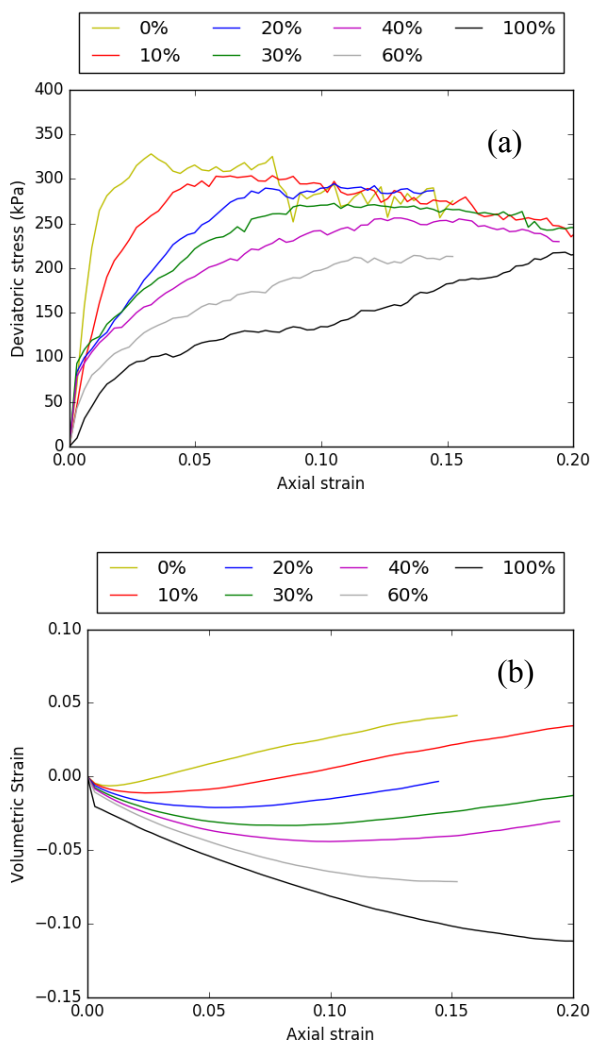 0% 20% 40% 100%
10% 30% 60%
(a)
400
350
300
250
200
150
100
50
0
Deviatoric stress (kPa)
0.00 0.05 0.10 0.15 0.20
Axial strain
0% 20% 40% 100%
10% 30% 60%
(b)
0.10
0.05
0.00
−0.05
−0.10
−0.15
Volumetric Strain
0.00 0.05 0.10 0.15 0.20
Axial strain